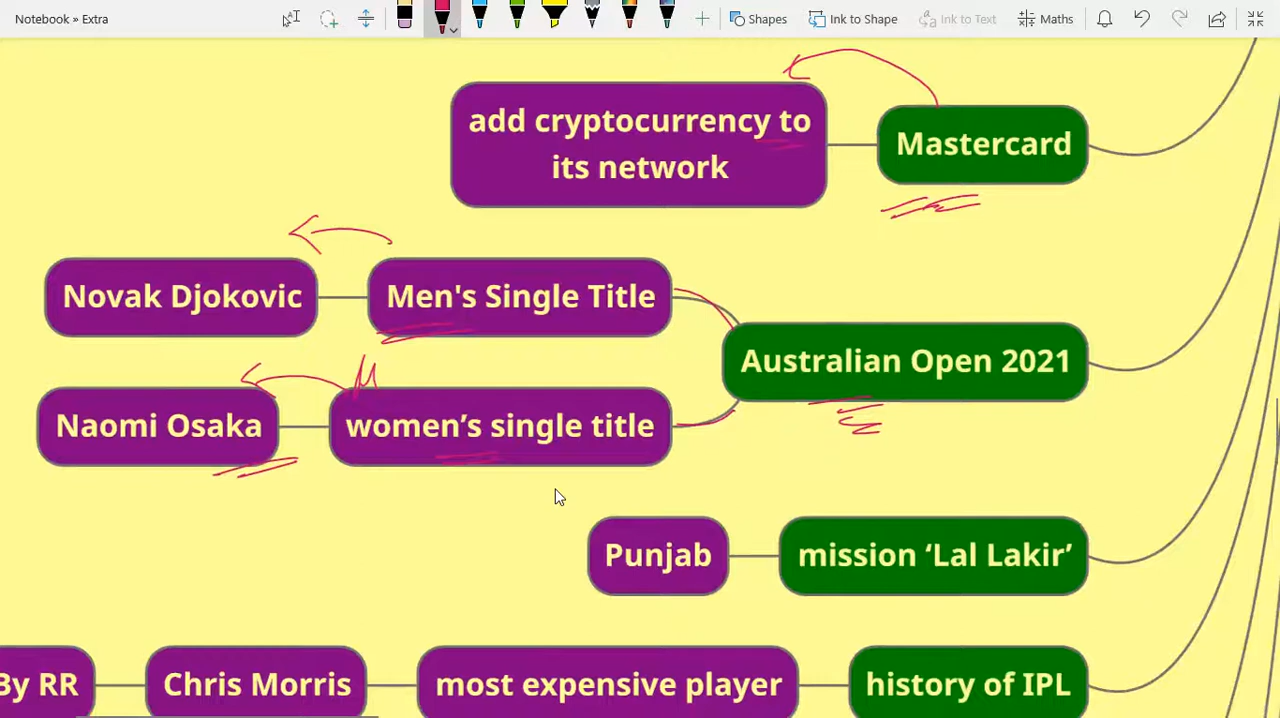 Notebook » Extra
Shapes
Ink to Shape
Ink to Text
Maths
add cryptocurrency to
its network
Mastercard
Novak Djokovic
Men's Single Title
Australian Open 2021
Naomi Osaka
women’s single title
Punjab
mission ‘Lal Lakir’
By RR
Chris Morris
most expensive player
history of IPL